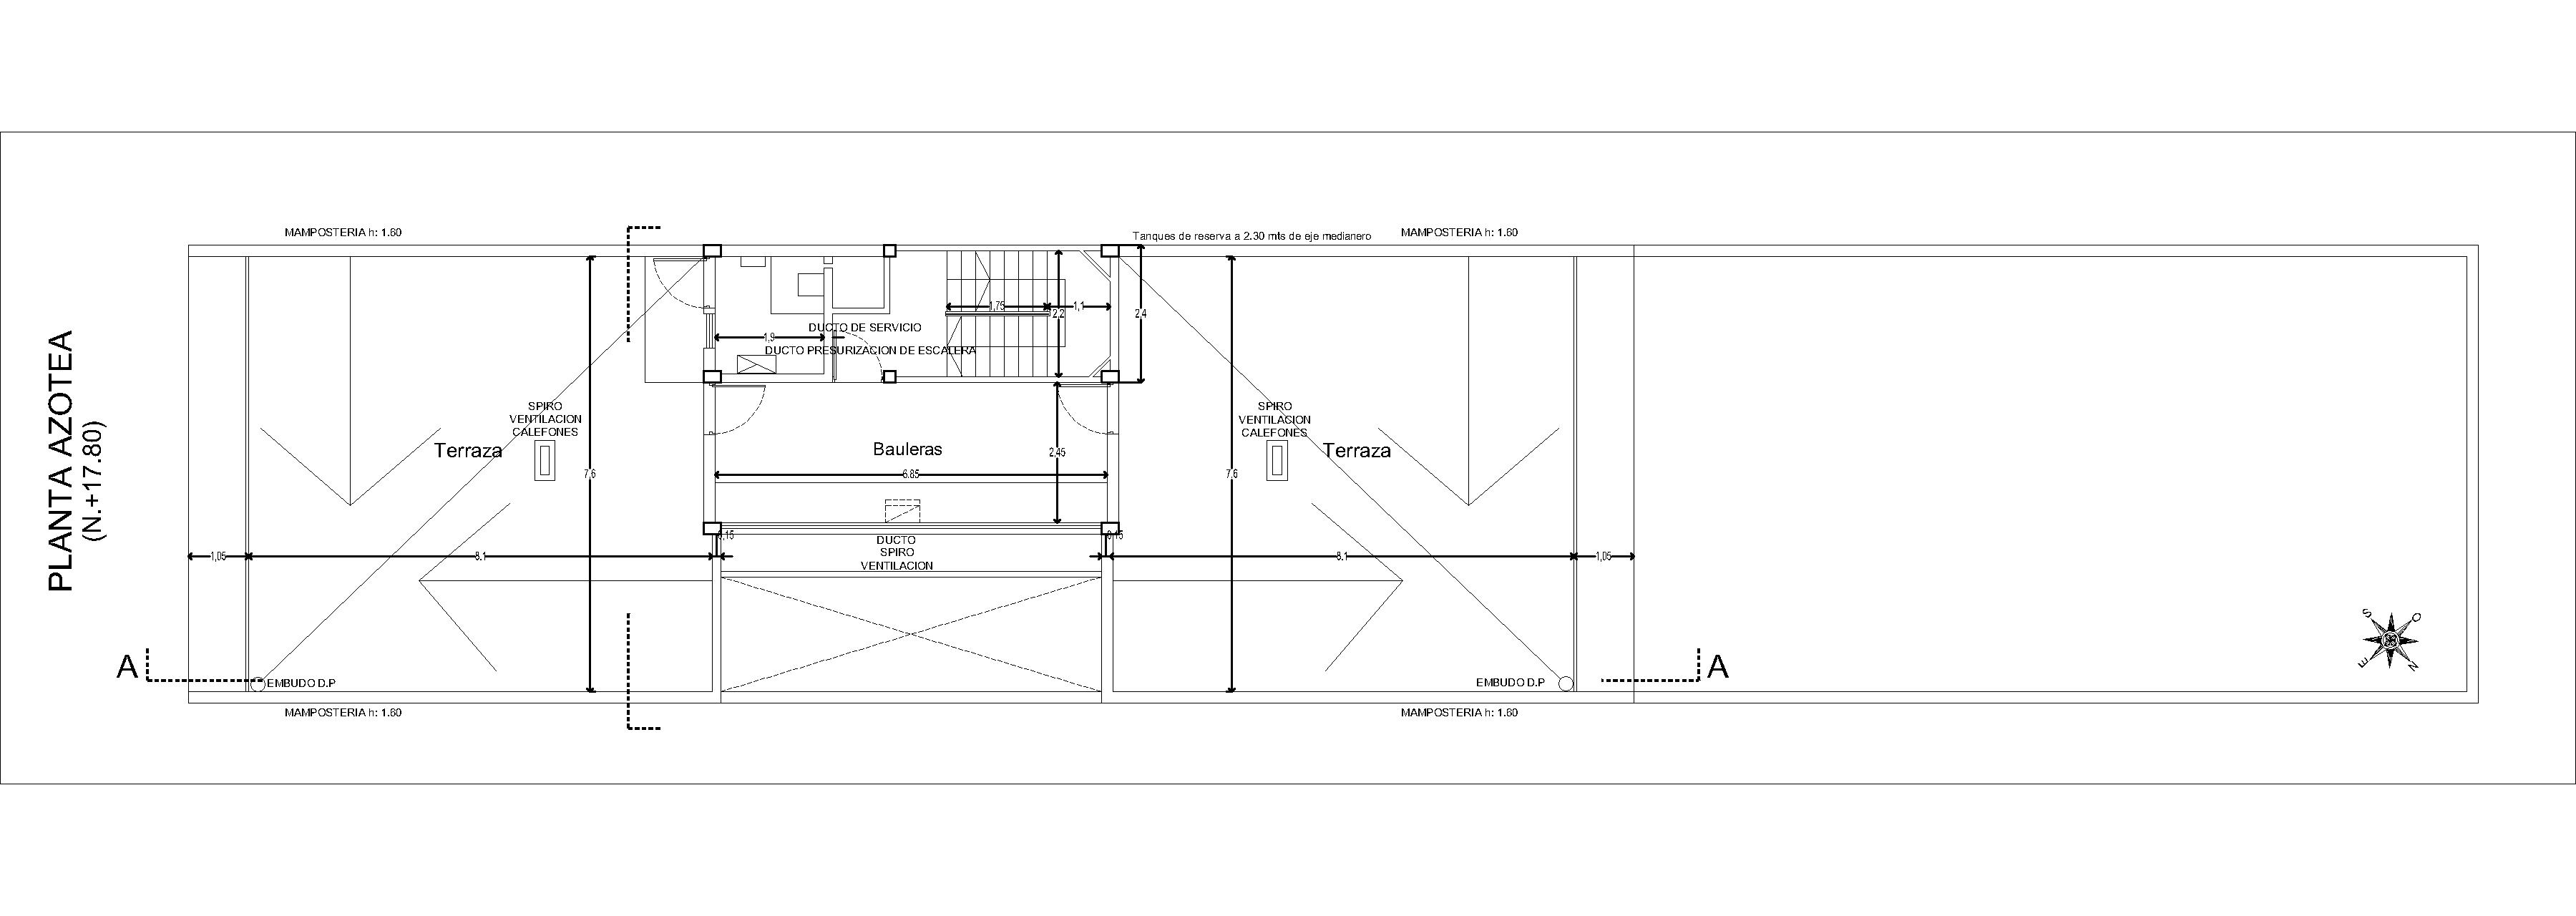 PLANTA AZOTEA
(N.+17.80)
MAMPOSTERIA h: 1.60
Tanques de reserva a 2.30 mts de eje medianero
MAMPOSTERIA h: 1.60
1,75
1,1
2,2
2,4
DUCTO DE SERVICIO
1,9
DUCTO PRESURIZACION DE ESCALERA
SPIRO
VENTILACION
CALEFONES
Terraza
7,6
Bauleras
2,45
6.85
SPIRO
VENTILACION
CALEFONES
Terraza
7,6
0,15
0,15
DUCTO
SPIRO
VENTILACION
1,05
8.1
8.1
1,05
A
EMBUDO D.P
EMBUDO D.P
A
S
O
E
N
MAMPOSTERIA h: 1.60
MAMPOSTERIA h: 1.60